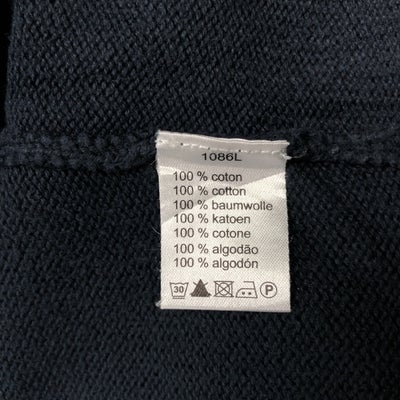 1086L
100 % coton
100 % cotton
100 % baumwolle
100 % katoen
100 % cotone
100 % algodão
100 % algodón
30 P